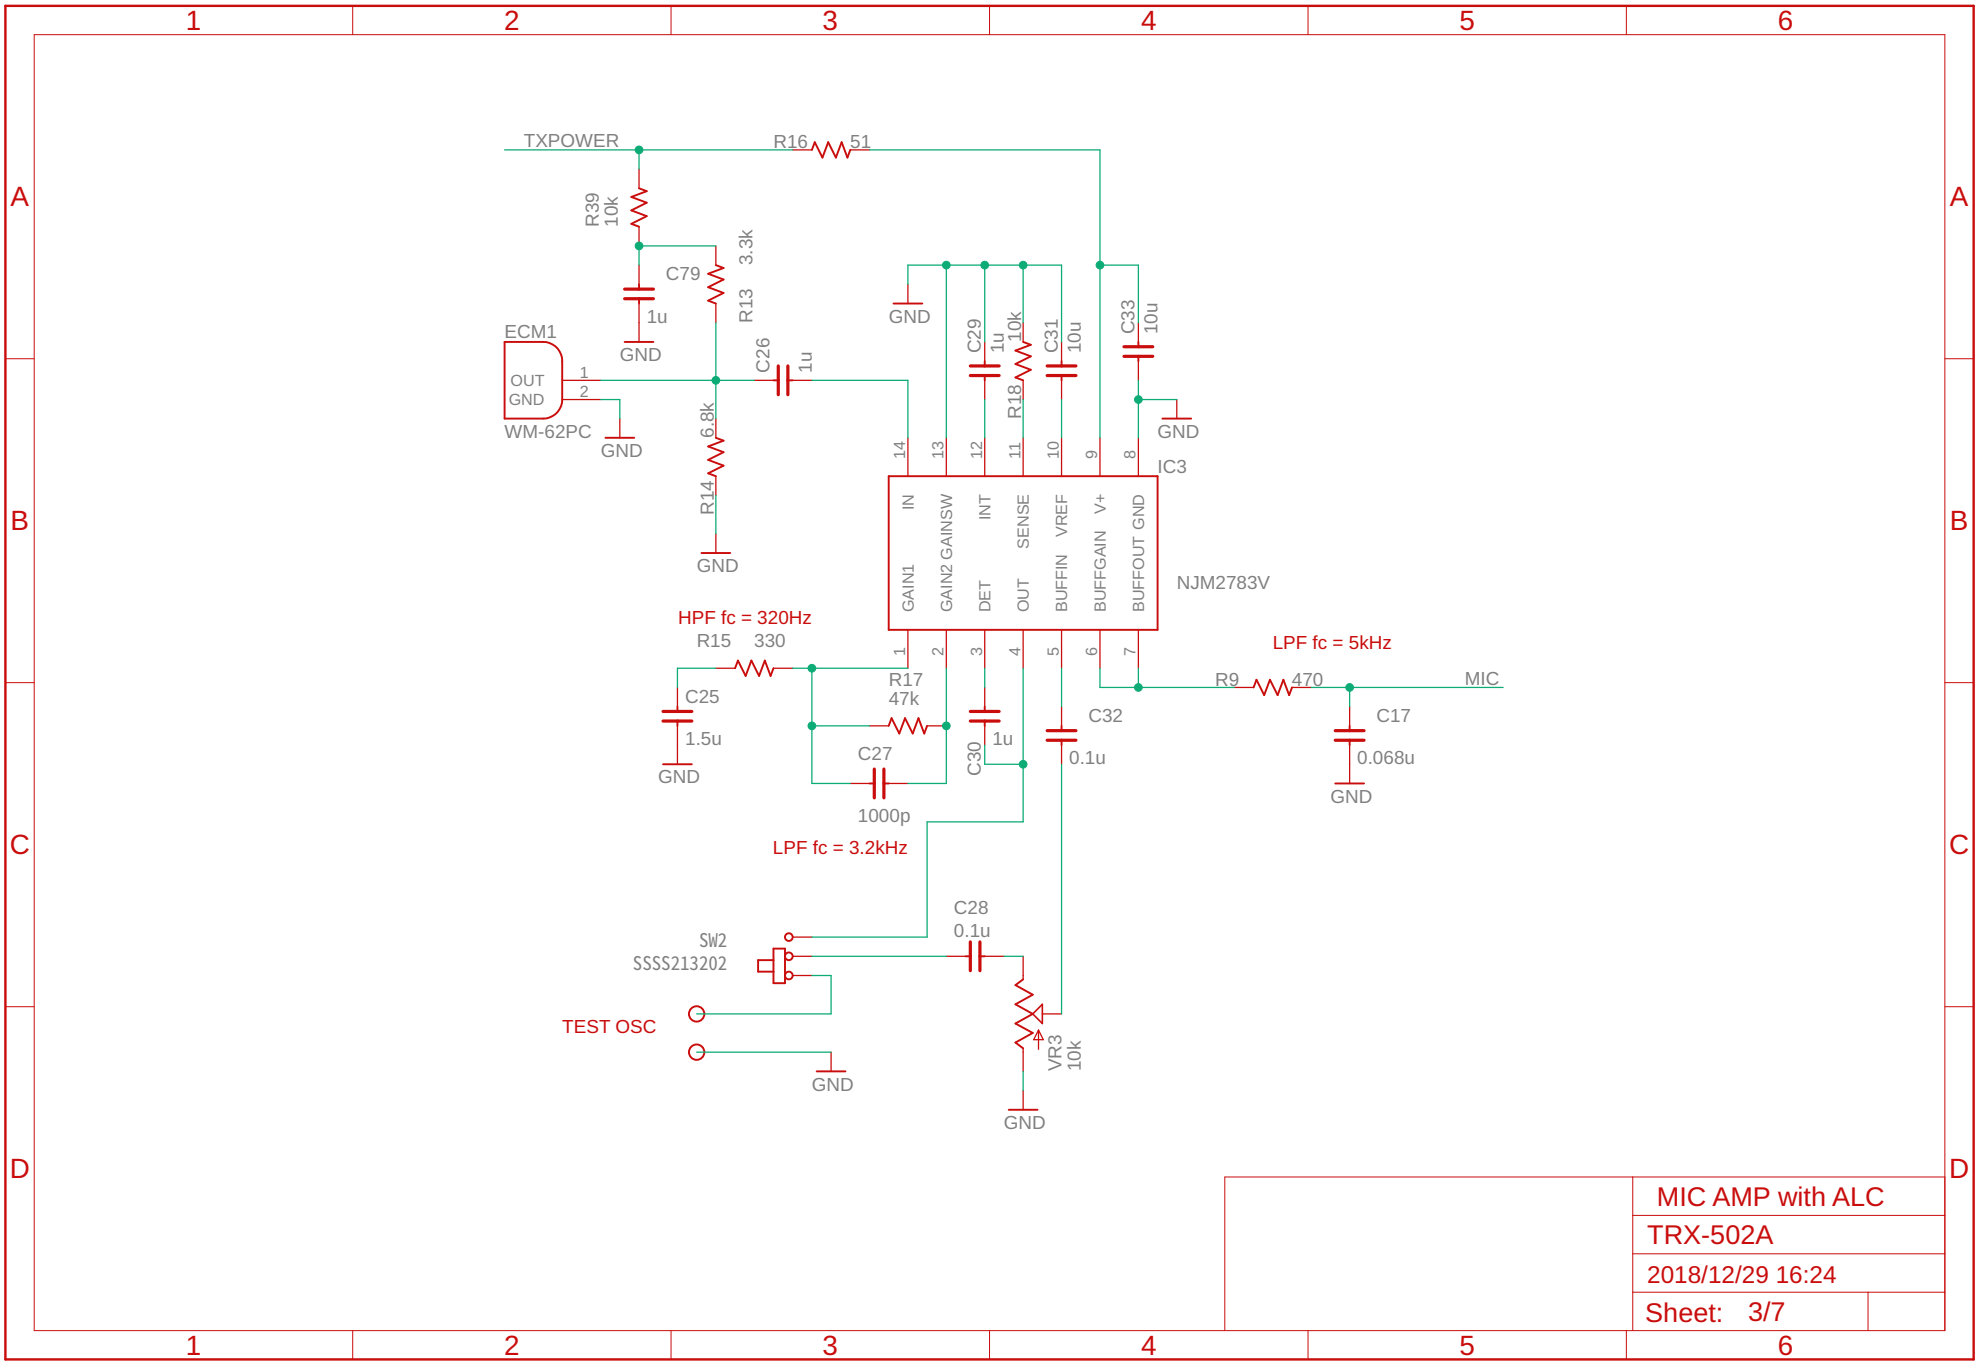 1 2 3 4 5 6
A
A
B
B
C
C
D
D
TXPOWER
R16 51
R39
10k
3.3k
R13
C79
1u
GND
ECM1
OUT 1
GND 2
WM-62PC
GND
C26
1u
6.8k
R14
GND
GND
C29
1u
10k
R18
C31
10u
C33
10u
GND
14 13 12 11 10 9 8
IC3
IN GAINSW INT SENSE VREF V+ GND
GAIN1 GAIN2 DET OUT BUFFIN BUFFGAIN BUFFOUT
NJM2783V
1 2 3 4 5 6 7
HPF fc = 320Hz
R15 330
C25
1.5u
GND
R17
47k
C27
1000p
LPF fc = 3.2kHz
C30
1u
C32
0.1u
LPF fc = 5kHz
R9 470
MIC
C17
0.068u
GND
C28
0.1u
SW2
SSSS213202
TEST OSC
GND
VR3
10k
GND
MIC AMP with ALC
TRX-502A
2018/12/29 16:24
Sheet: 3/7
1 2 3 4 5 6